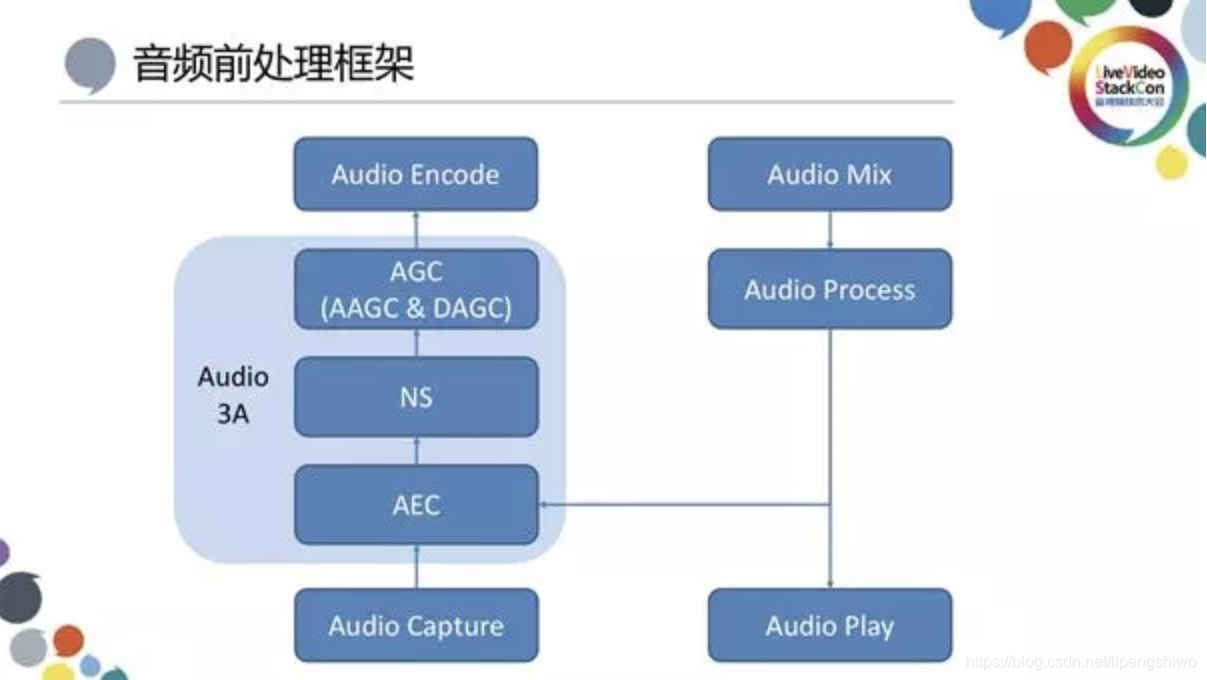 音频前处理框架
LiveVideo
StackCon
音视频技术大会
Audio Encode
Audio Mix
AGC
(AAGC & DAGC)
Audio Process
Audio
3A
NS
AEC
Audio Capture
Audio Play
https://blog.csdn.net/lipengshiwo